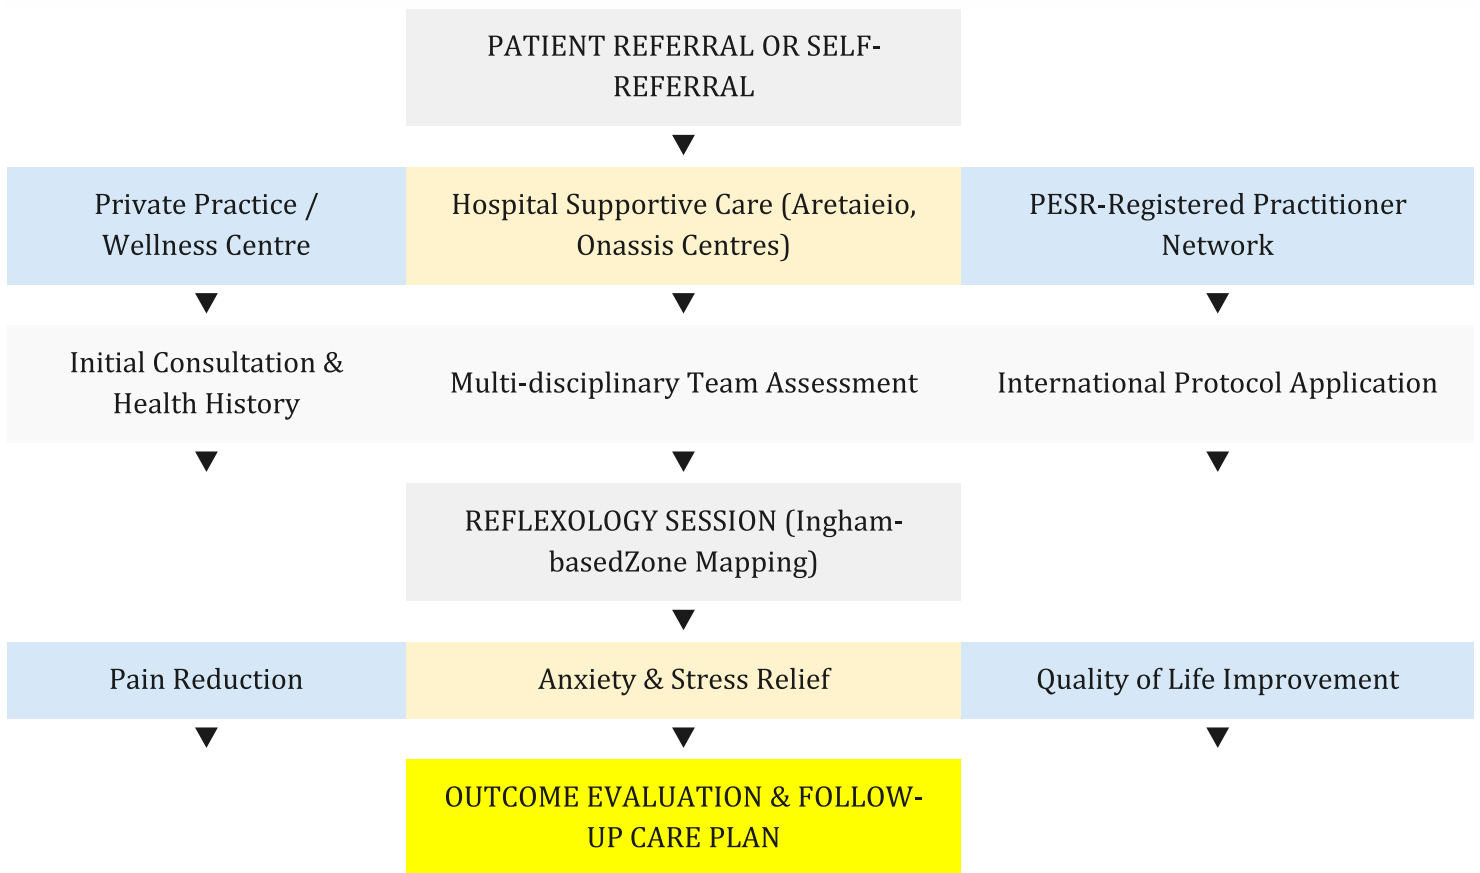 PATIENT REFERRAL OR SELF-
REFERRAL
Private Practice /
Wellness Centre
Hospital Supportive Care (Aretaieio,
Onassis Centres)
PESR-Registered Practitioner
Network
Initial Consultation &
Health History
Multi-disciplinary Team Assessment
International Protocol Application
REFLEXOLOGY SESSION (Ingham-
basedZone Mapping)
Pain Reduction
Anxiety & Stress Relief
Quality of Life Improvement
OUTCOME EVALUATION & FOLLOW-
UP CARE PLAN